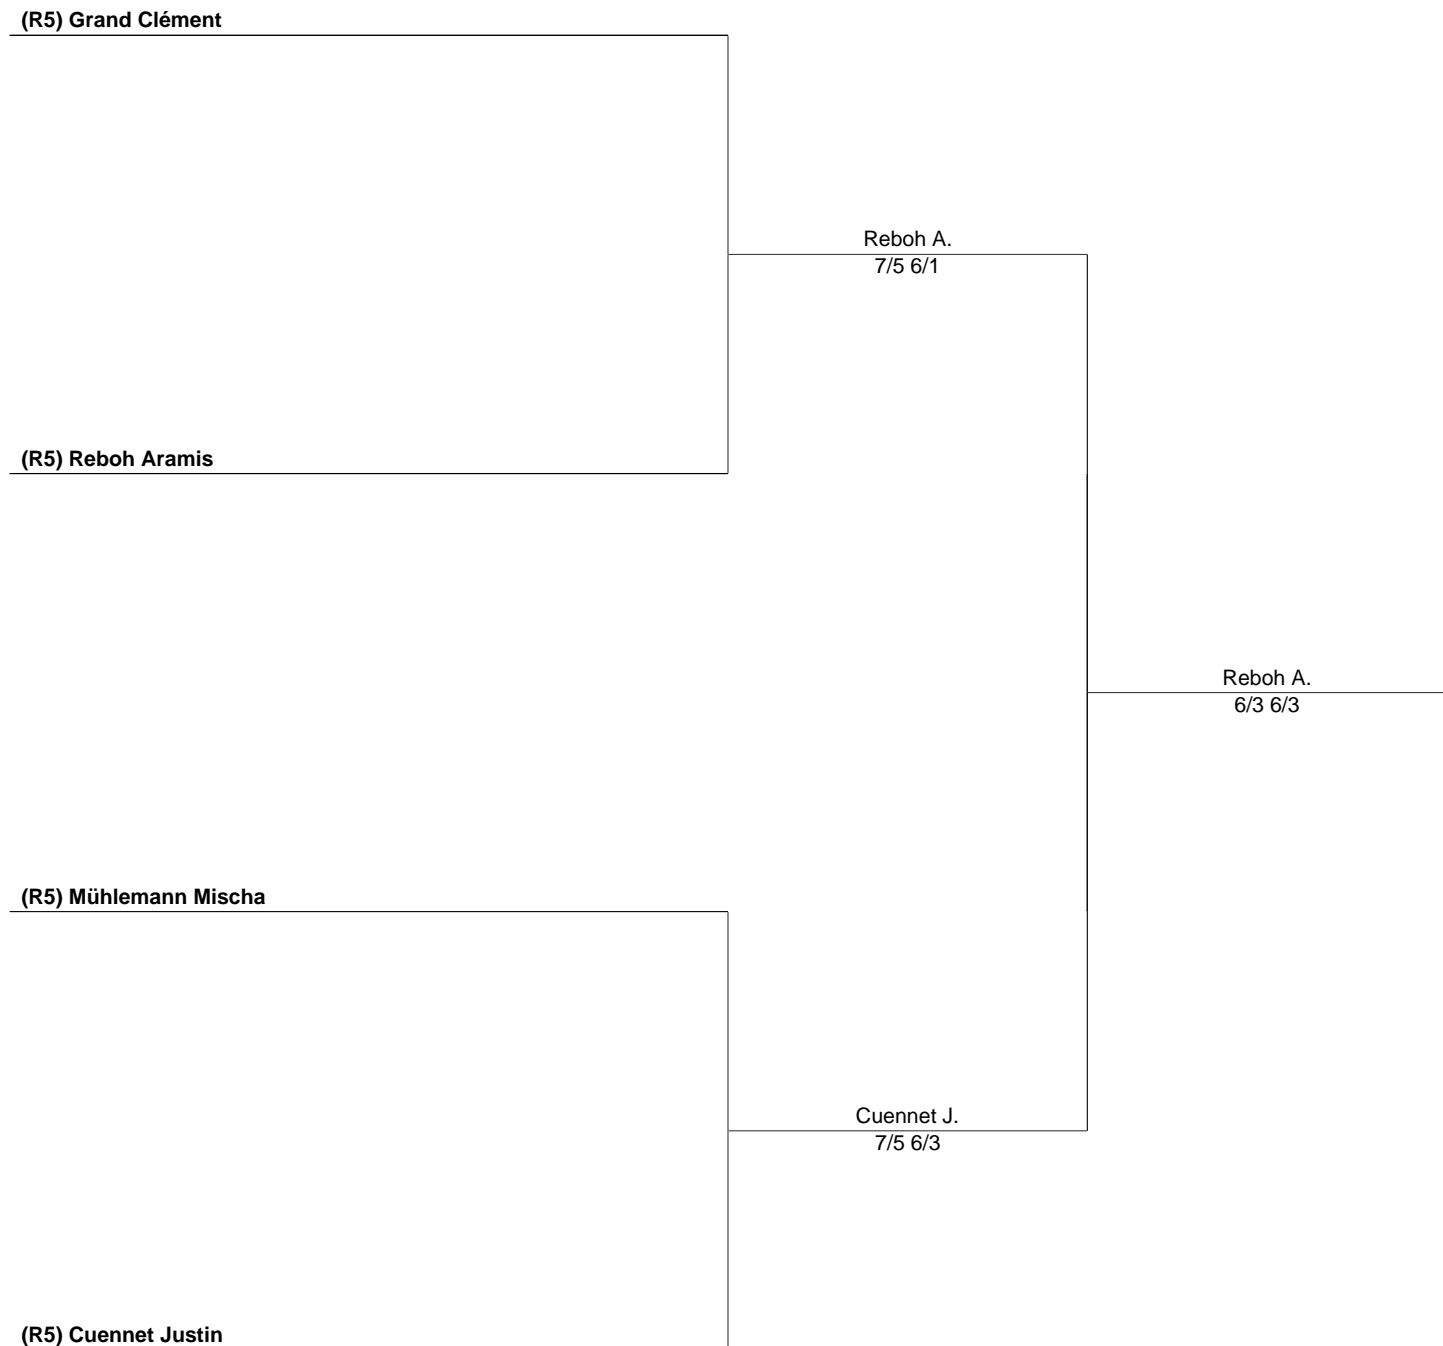 (R5) Grand Clément
Reboh A.
7/5 6/1
(R5) Reboh Aramis
Reboh A.
6/3 6/3
(R5) Mühlemann Mischa
Cuennet J.
7/5 6/3
(R5) Cuennet Justin